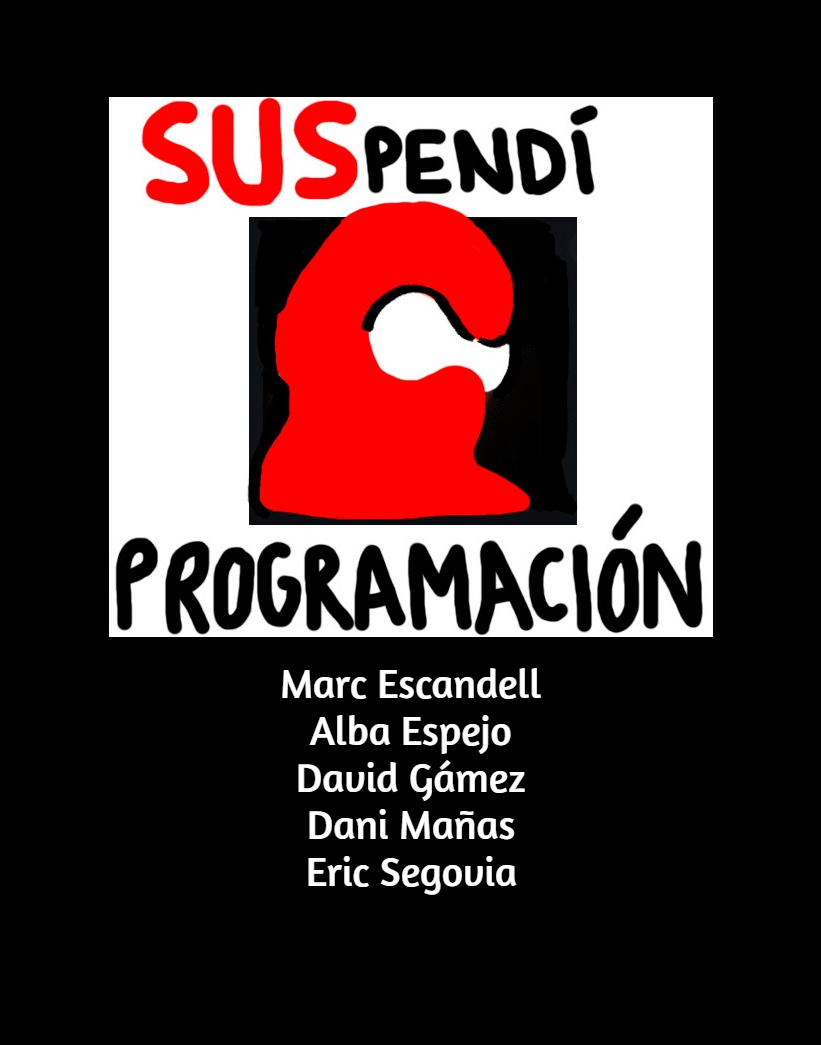 SUSPENDÍ
PROGRAMACIÓN
Marc Escandell
Alba Espejo
David Gámez
Dani Mañas
Eric Segovia